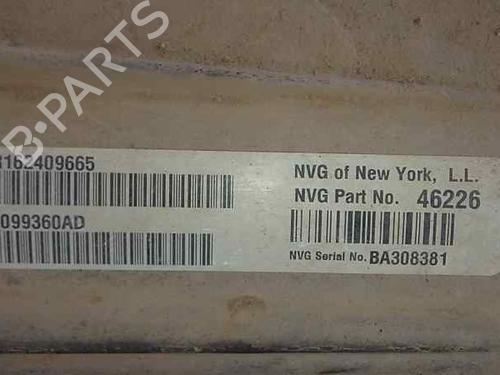 B-PARTS
162409665
099360AD
NVG of New York, L.L.
NVG Part No. 46226
NVG Serial No. BA308381